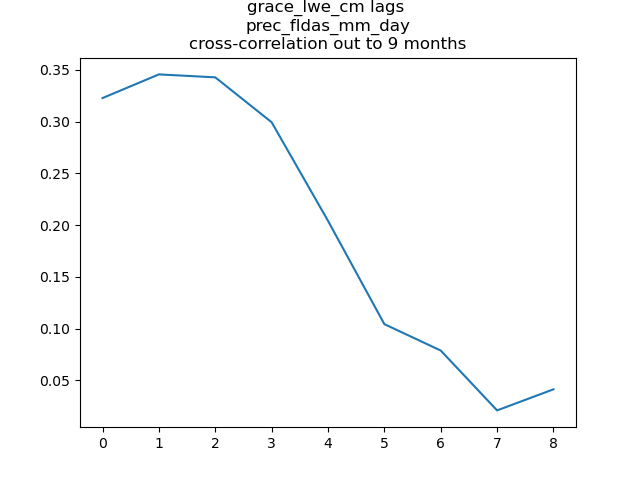 grace_lwe_cm lags
prec_fldas_mm_day
cross-correlation out to 9 months
0.35
0.30
0.25
0.20
0.15
0.10
0.05
0 1 2 3 4 5 6 7 8